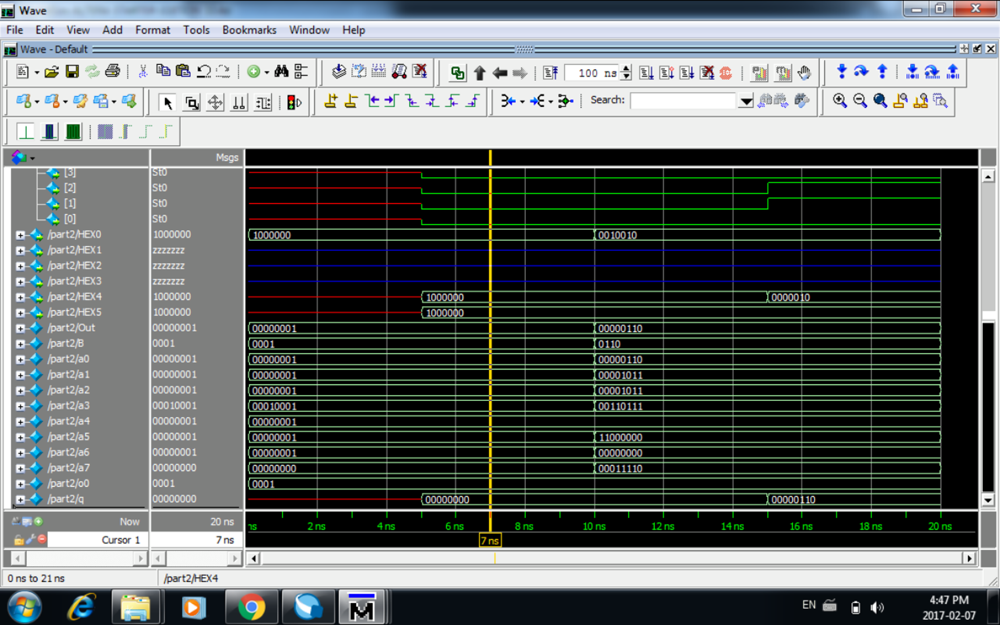 Wave
File Edit View Add Format Tools Bookmarks Window Help
Wave - Default
100 ns
Search:
Msgs
[3] St0
[2] St0
[1] St0
[0] St0
/part2/HEX0 1000000 1000000 0010010
/part2/HEX1 zzzzzzz
/part2/HEX2 zzzzzzz
/part2/HEX3 zzzzzzz
/part2/HEX4 1000000 1000000 0000010
/part2/HEX5 1000000 1000000
/part2/Out 00000001 00000001 00000110
/part2/B 0001 0001 0110
/part2/a0 00000001 00000001 00000110
/part2/a1 00000001 00000001 00001011
/part2/a2 00000001 00000001 00001011
/part2/a3 00010001 00010001 00110111
/part2/a4 00000001 00000001
/part2/a5 00000001 00000001 11000000
/part2/a6 00000001 00000001 00000000
/part2/a7 00000000 00000000 00011110
/part2/o0 0001 0001
/part2/q 00000000 00000000 00000110
Now 20 ns ns 2 ns 4 ns 6 ns 8 ns 10 ns 12 ns 14 ns 16 ns 18 ns 20 ns
Cursor 1 7 ns 7 ns
0 ns to 21 ns /part2/HEX4
EN 4:47 PM
2017-02-07